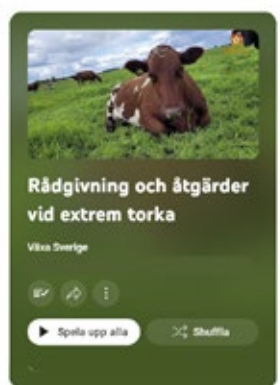 Rådgivning och åtgärder
vid extrem torka
Växa Sverige
Spela upp alla
Shuffla